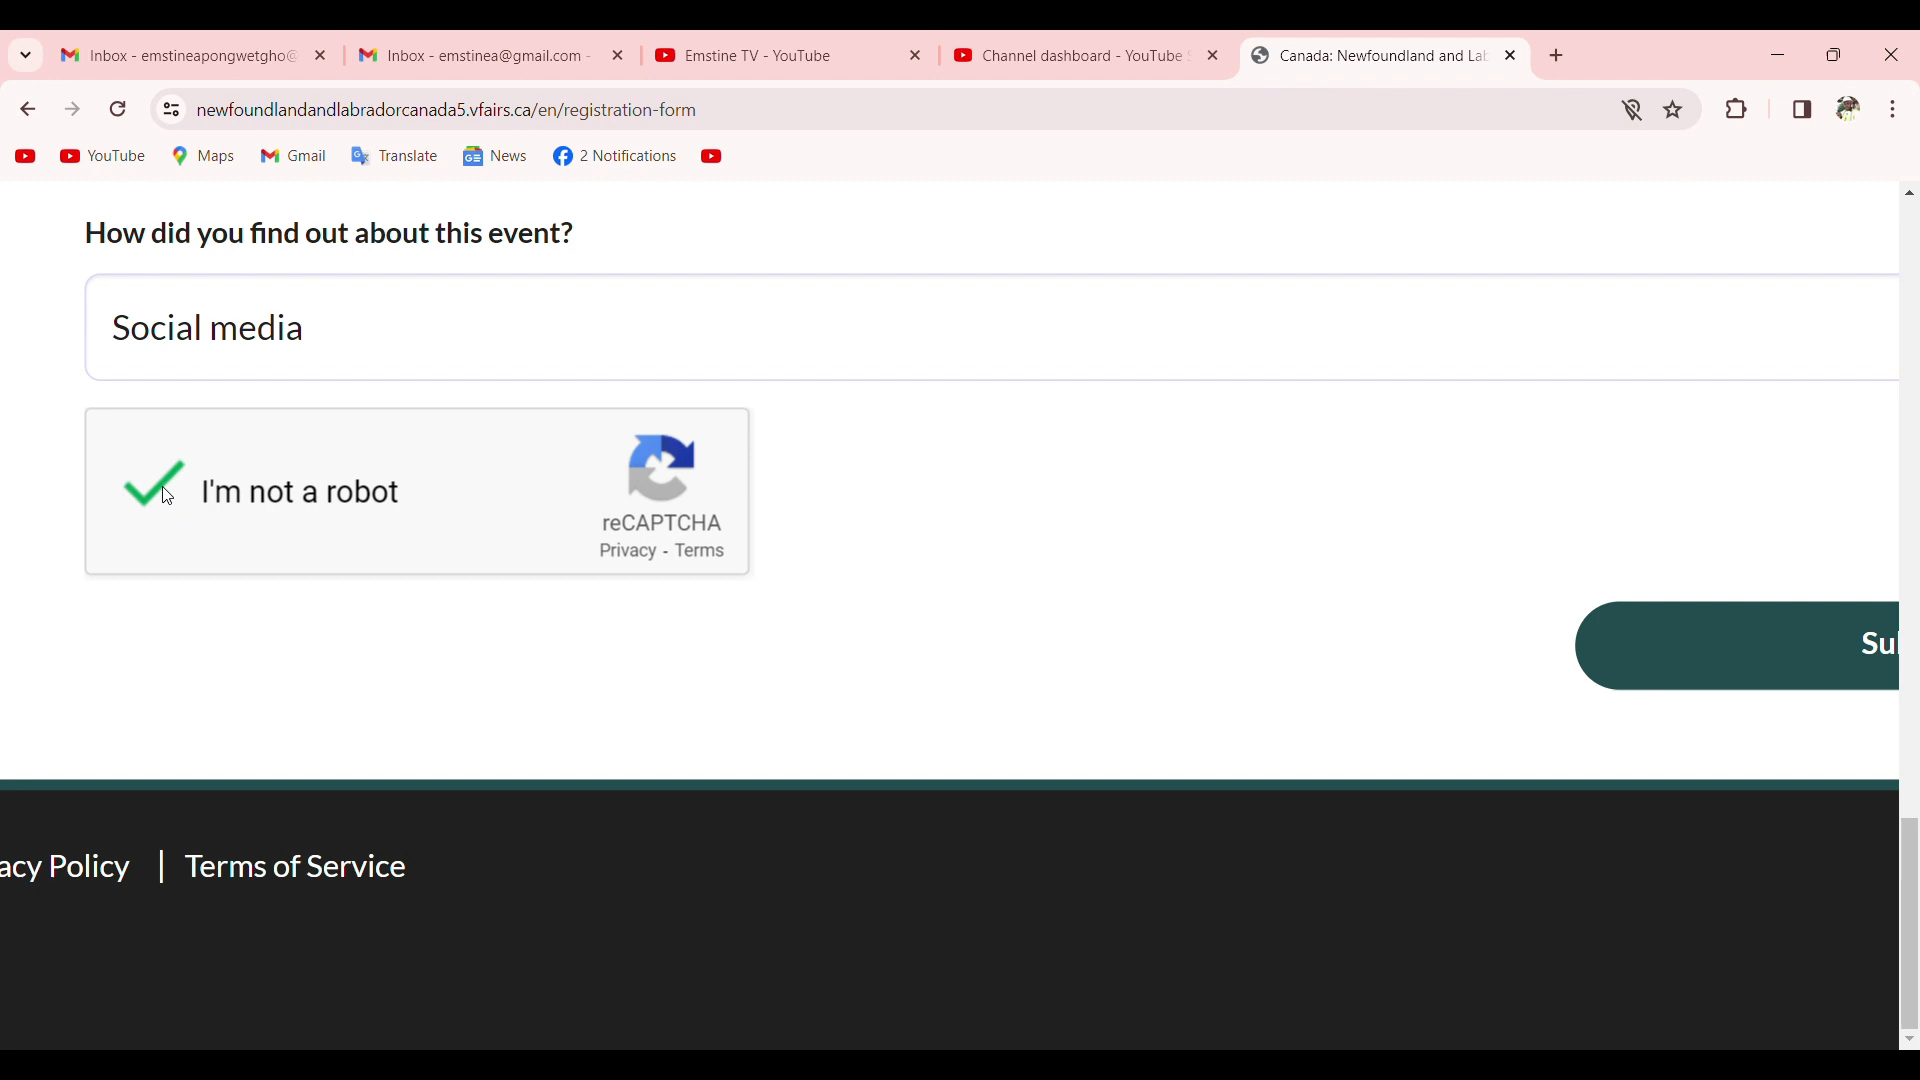 Inbox - emstineapongwetgho@
Inbox - emstinea@gmail.com -
Emstine TV - YouTube
Channel dashboard - YouTube S
Canada: Newfoundland and Lab
newfoundlandandlabradorcanada5.vfairs.ca/en/registration-form
YouTube
Maps
Gmail
Translate
News
2 Notifications
How did you find out about this event?
Social media
I'm not a robot
reCAPTCHA
Privacy - Terms
Sul
acy Policy | Terms of Service